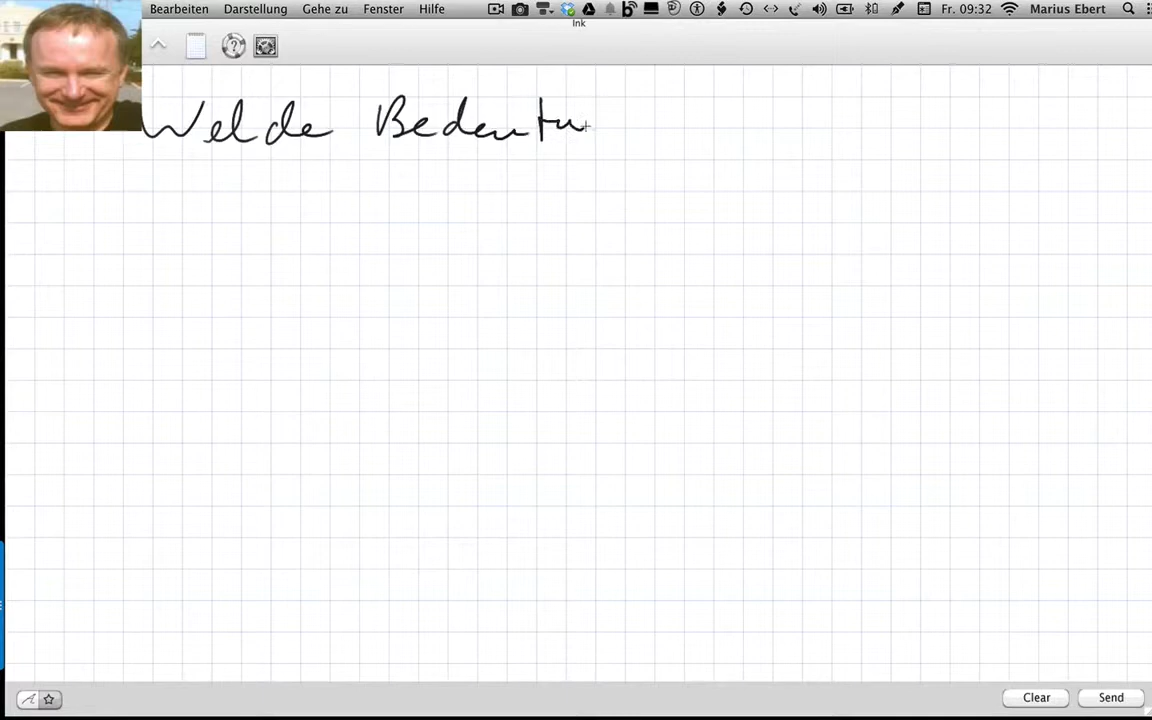 Bearbeiten Darstellung Gehe zu Fenster Hilfe Fr. 09:32 Marius Ebert
Ink
Welche Bedeutu
Clear Send